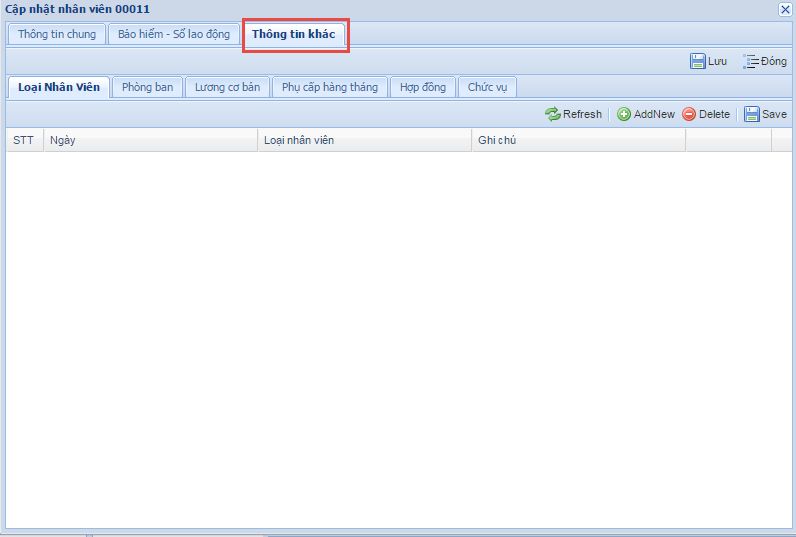 Cập nhật nhân viên 00011
Thông tin chung Bảo hiểm - Sổ lao động Thông tin khác
Lưu Đóng
Loại Nhân Viên Phòng ban Lương cơ bản Phụ cấp hàng tháng Hợp đồng Chức vụ
Refresh AddNew Delete Save
STT Ngày Loại nhân viên Ghi chú